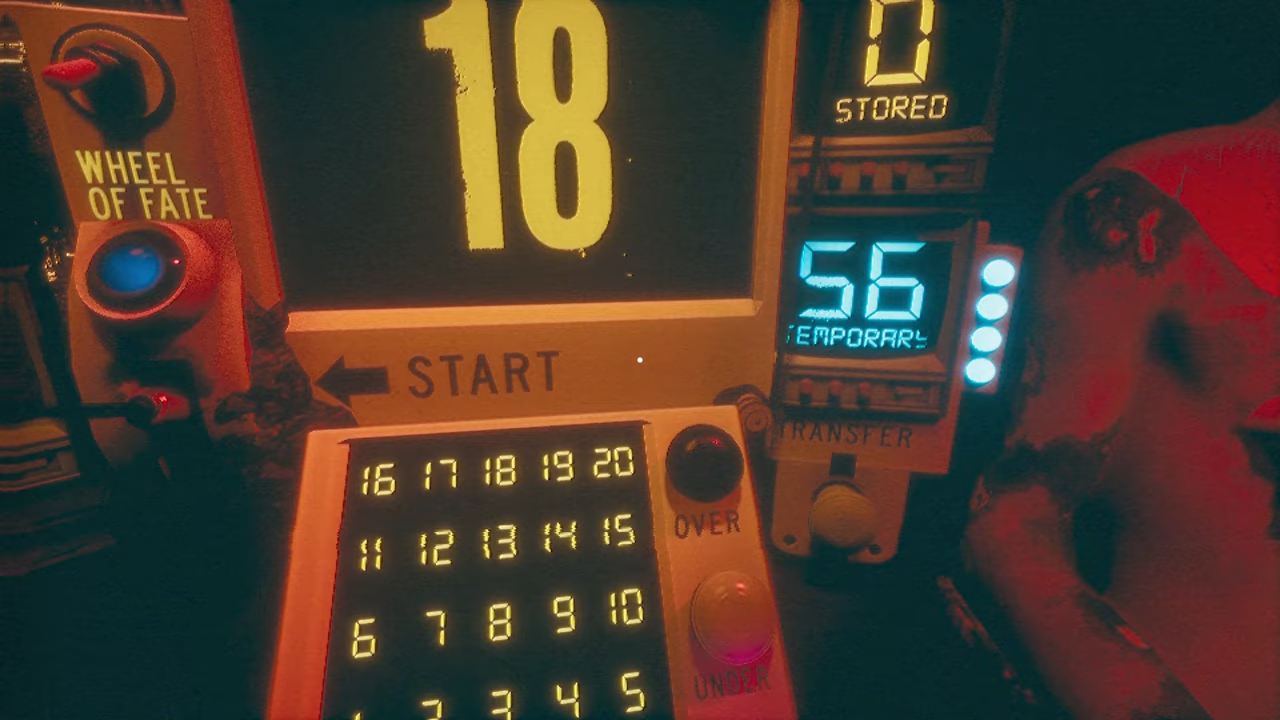 18
0
STORED
WHEEL
OF FATE
56
TEMPORARY
START
TRANSFER
16 17 18 19 20
11 12 13 14 15
6 7 8 9 10
1 2 3 4 5
OVER
UNDER